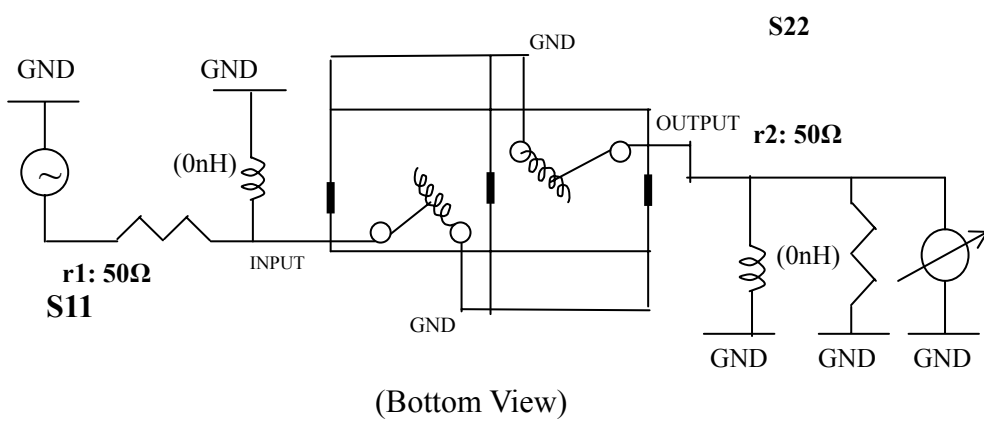 S22
GND
GND
GND
OUTPUT
r2: 50Ω
(0nH)
INPUT
r1: 50Ω
S11
(0nH)
GND
GND
GND
GND
(Bottom View)